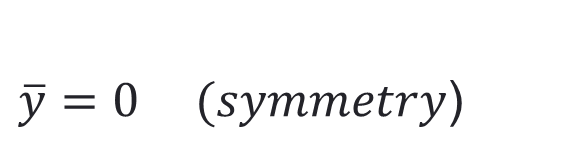 ȳ = 0 (symmetry)